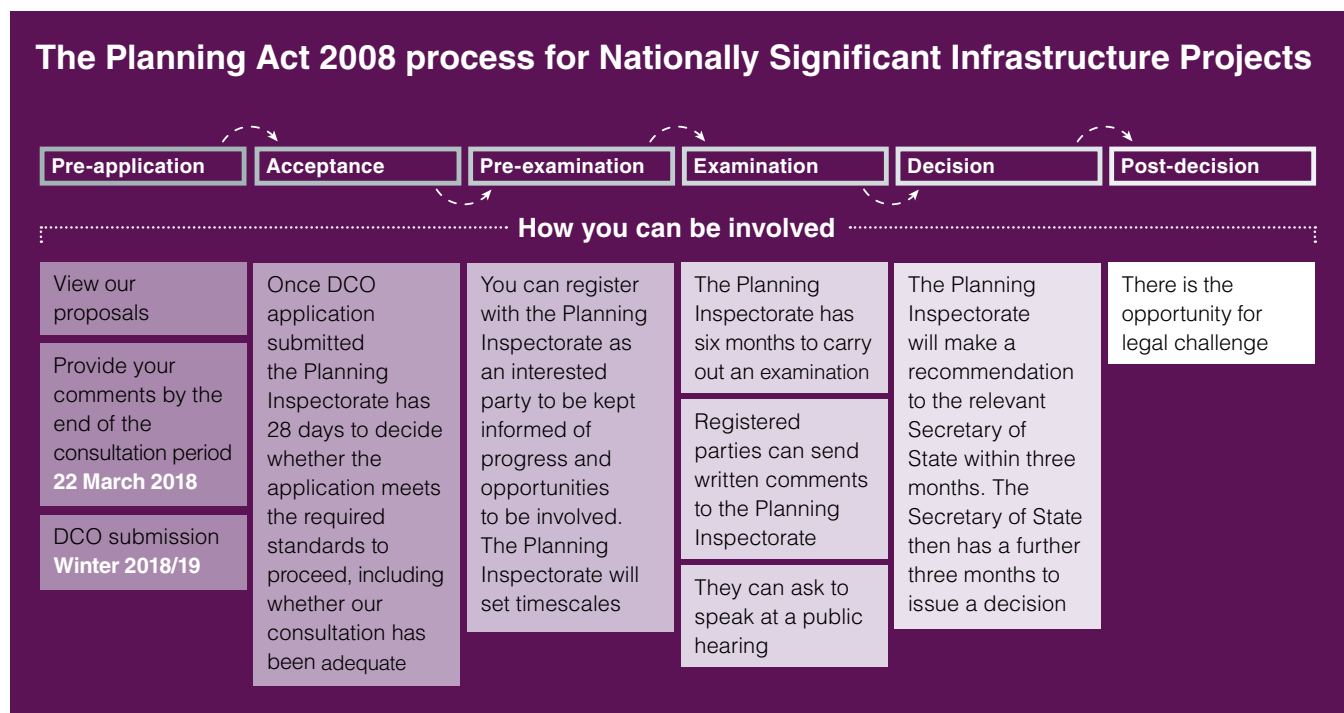 The Planning Act 2008 process for Nationally Significant Infrastructure Projects
Pre-application
Acceptance
Pre-examination
Examination
Decision
Post-decision
How you can be involved
View our
proposals
Provide your
comments by the
end of the
consultation period
22 March 2018
DCO submission
Winter 2018/19
Once DCO
application
submitted
the Planning
Inspectorate has
28 days to decide
whether the
application meets
the required
standards to
proceed, including
whether our
consultation has
been adequate
You can register
with the Planning
Inspectorate as
an interested
party to be kept
informed of
progress and
opportunities
to be involved.
The Planning
Inspectorate will
set timescales
The Planning
Inspectorate has
six months to carry
out an examination
Registered
parties can send
written comments
to the Planning
Inspectorate
They can ask to
speak at a public
hearing
The Planning
Inspectorate
will make a
recommendation
to the relevant
Secretary of
State within three
months. The
Secretary of State
then has a further
three months to
issue a decision
There is the
opportunity for
legal challenge